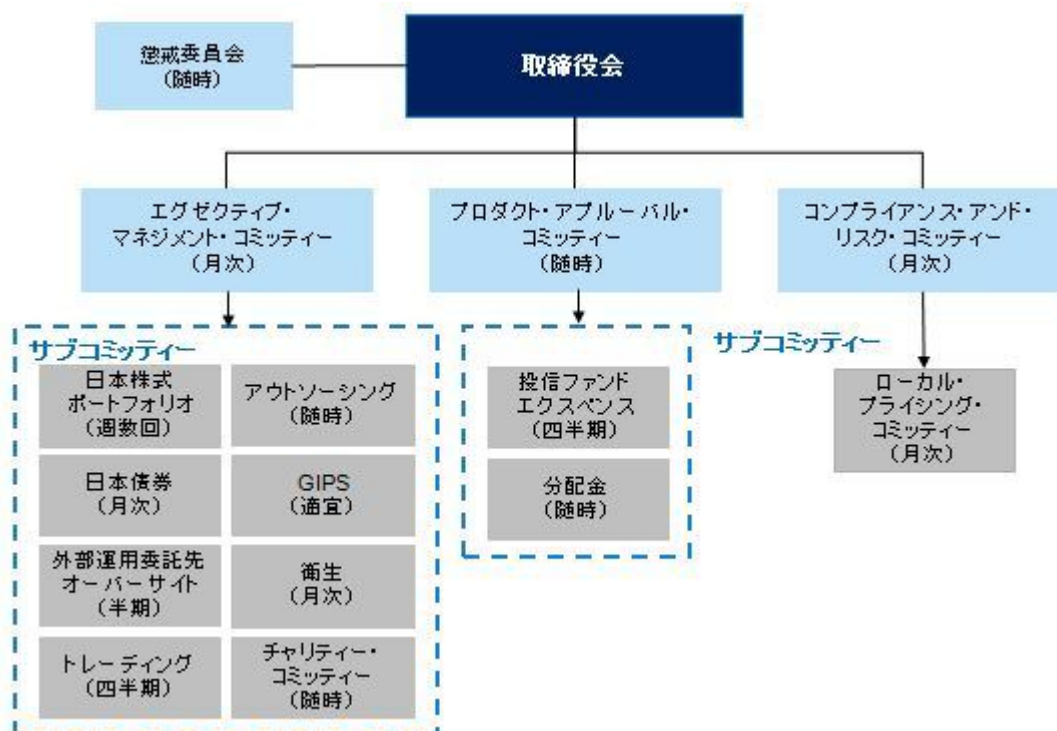 懲戒委員会
(随時)
取締役会
エグゼクティブ・
マネジメント・コミッティー
(月次)
プロダクト・アプルーバル・
コミッティー
(随時)
コンプライアンス・アンド・
リスク・コミッティー
(月次)
サブコミッティー
日本株式
ポートフォリオ
(週数回)
アウトソーシング
(随時)
日本債券
(月次)
GIPS
(適宜)
外部運用委託先
オーバーサイト
(半期)
衛生
(月次)
トレーディング
(四半期)
チャリティー・
コミッティー
(随時)
投信ファンド
エクスペンス
(四半期)
分配金
(随時)
サブコミッティー
ローカル・
プライシング・
コミッティー
(月次)